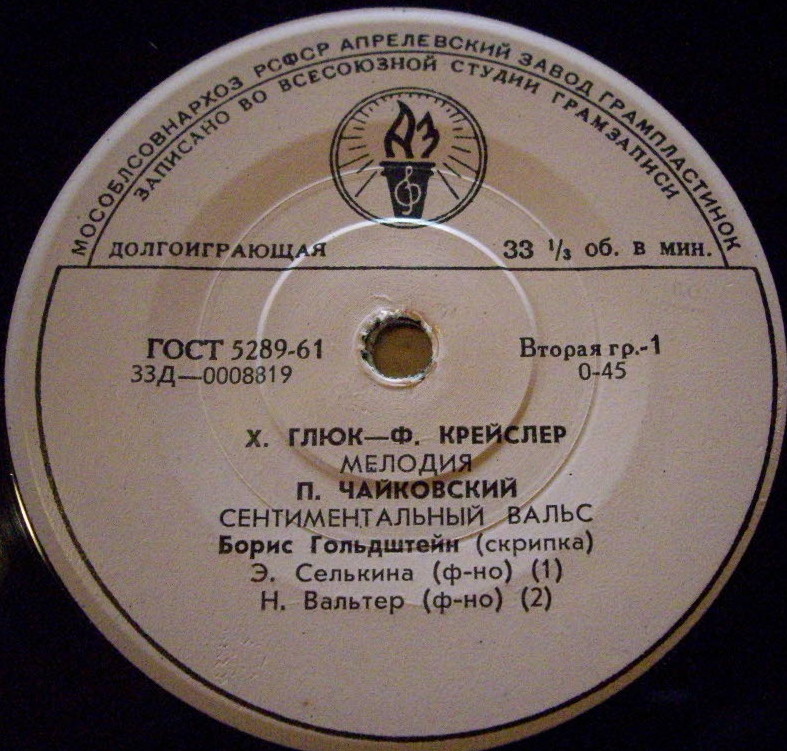 МОСОБЛСОВНАРХОЗ РСФСР АПРЕЛЕВСКИЙ ЗАВОД ГРАМПЛАСТИНОК
ЗАПИСАНО ВО ВСЕСОЮЗНОЙ СТУДИИ ГРАМЗАПИСИ
АЗ
ДОЛГОИГРАЮЩАЯ 33 1/3 об. в мин.
ГОСТ 5289-61 Вторая гр.-1
33Д—0008819 0-45
Х. ГЛЮК—Ф. КРЕЙСЛЕР
МЕЛОДИЯ
П. ЧАЙКОВСКИЙ
СЕНТИМЕНТАЛЬНЫЙ ВАЛЬС
Борис Гольдштейн (скрипка)
Э. Селькина (ф-но) (1)
Н. Вальтер (ф-но) (2)